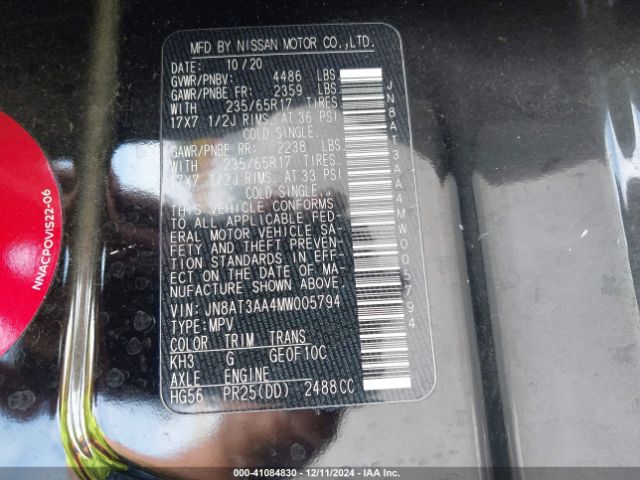 MFD BY NISSAN MOTOR CO.,LTD.
DATE: 10/20
GVWR/PNBV: 4486 LBS.
GAWR/PNBE FR: 2359 LBS.
WITH 235/65R17 TIRES.
17X7 1/2J RIMS. AT 36 PSI
COLD SINGLE.
GAWR/PNBE RR: 2238 LBS.
WITH 235/65R17 TIRES.
17X7 1/2J RIMS. AT 33 PSI
COLD SINGLE.
THIS VEHICLE CONFORMS
TO ALL APPLICABLE FED-
ERAL MOTOR VEHICLE SA-
FETY AND THEFT PREVEN-
TION STANDARDS IN EFF-
ECT ON THE DATE OF MA-
NUFACTURE SHOWN ABOVE.
VIN: JN8AT3AA4MW005794
TYPE:MPV
COLOR TRIM TRANS
KH3 G GE0F10C
AXLE ENGINE
HG56 PR25(DD) 2488CC
JN8AT3AA4MW005794
NNACPOVIS22-06
000-41084830 - 12/11/2024 - IAA Inc.